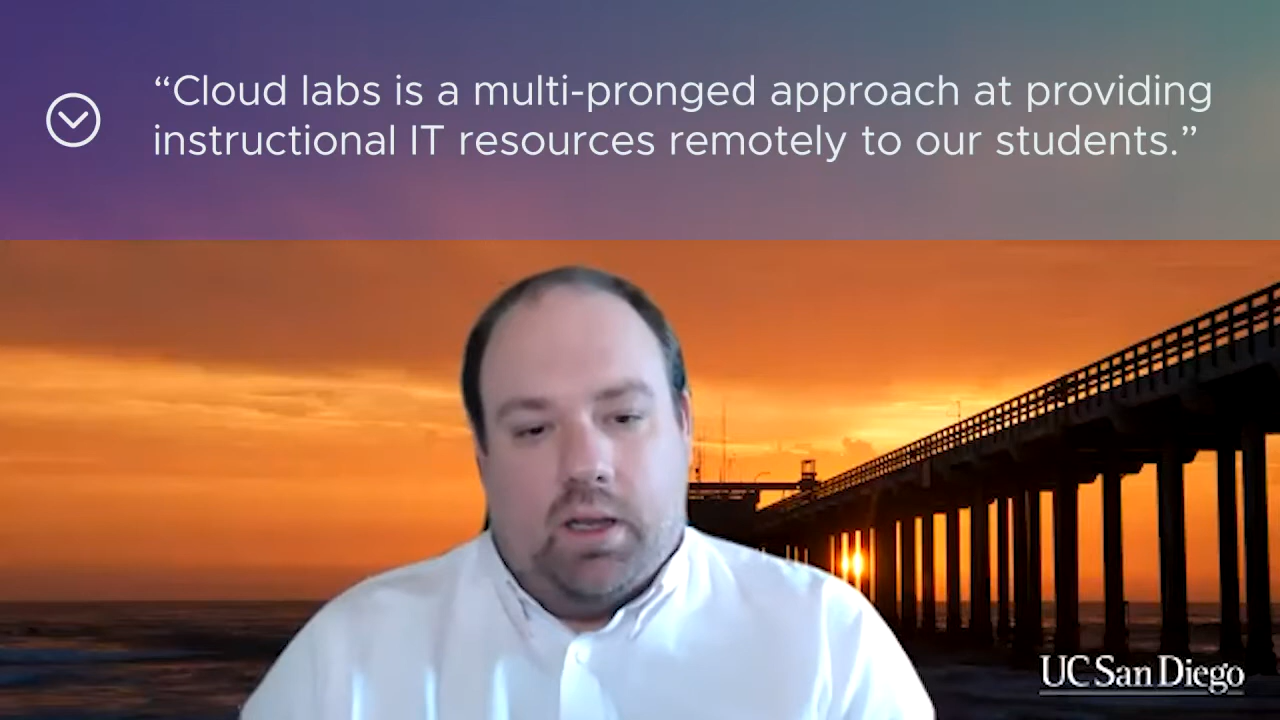 “Cloud labs is a multi-pronged approach at providing
instructional IT resources remotely to our students.”
UC San Diego